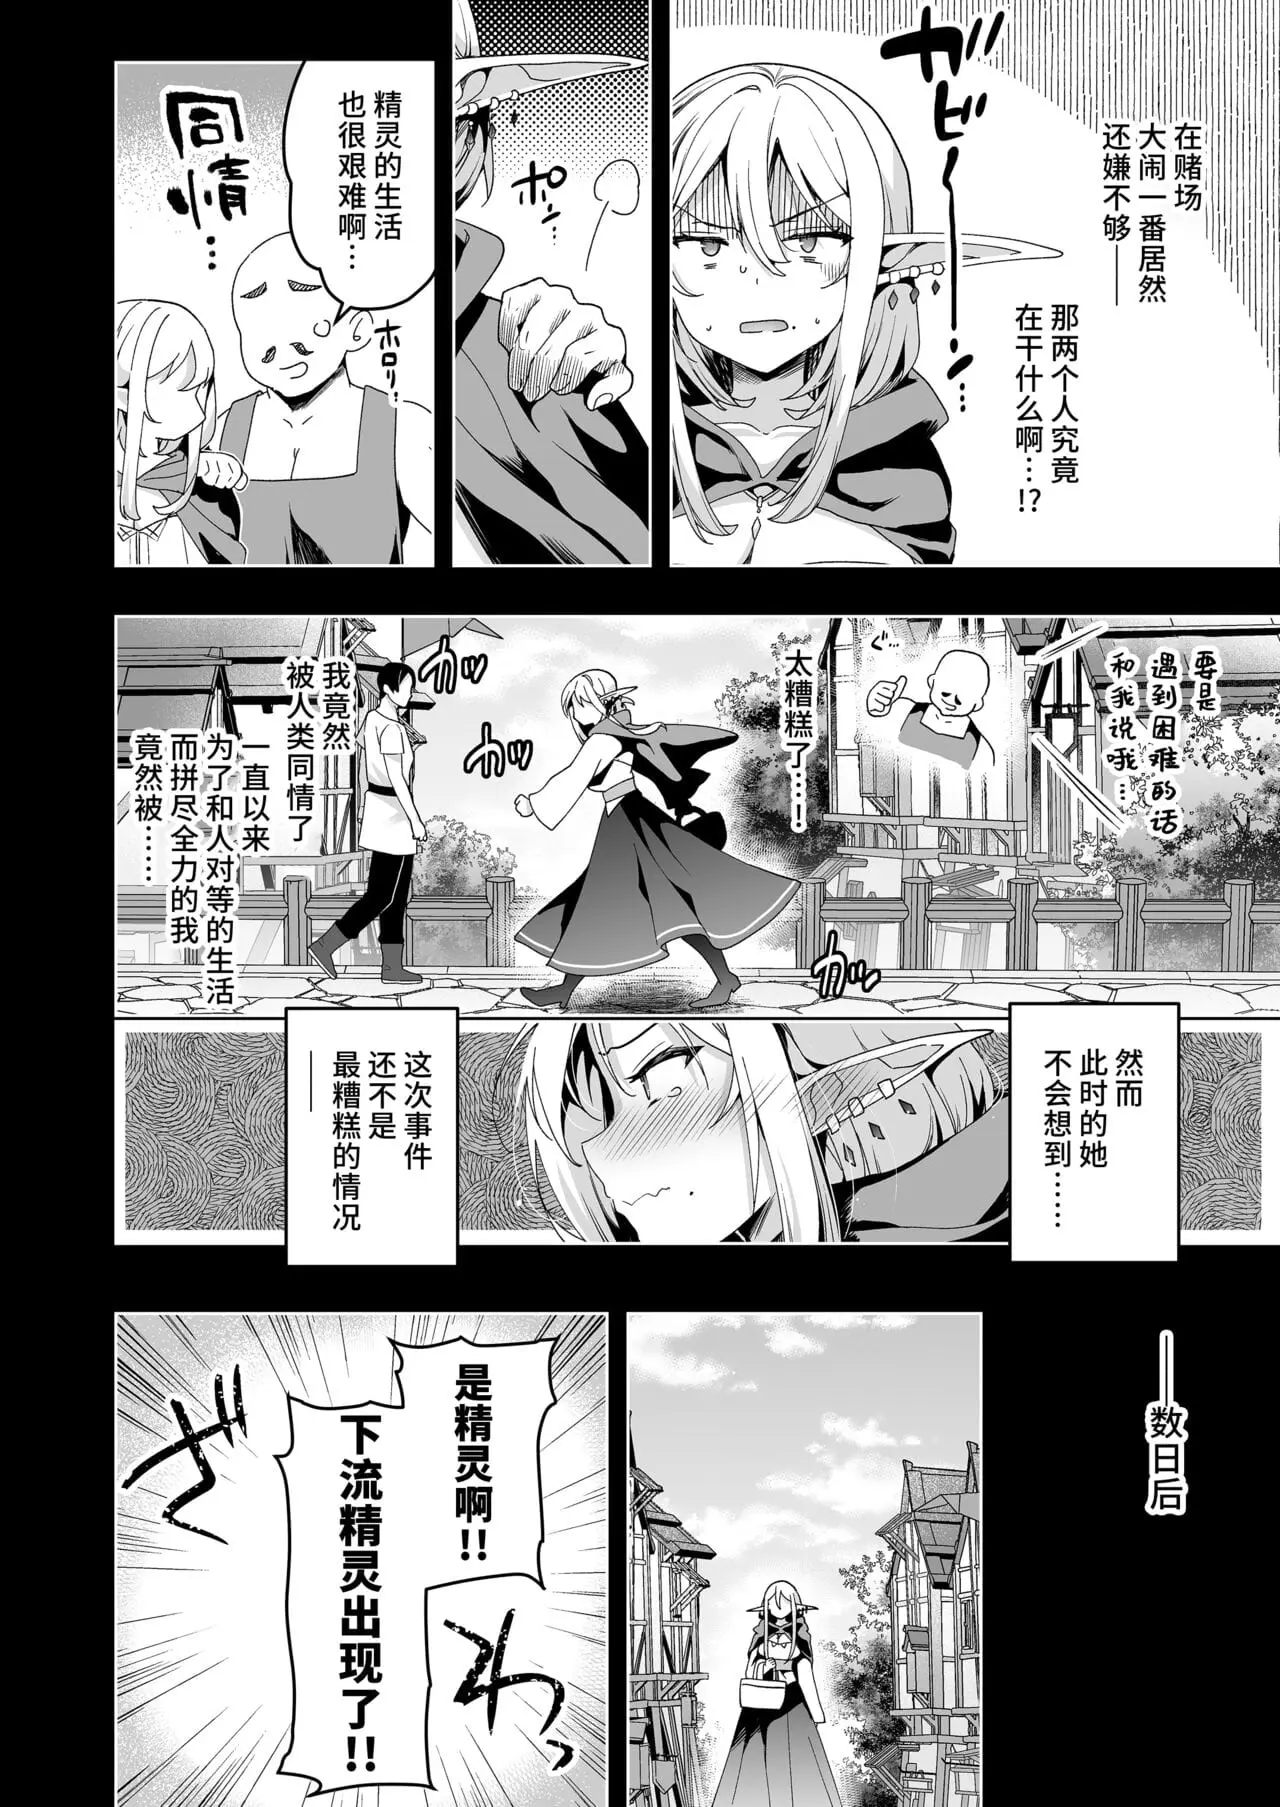 在赌场
大闹一番居然
还嫌不够——
那两个人究竟
在干什么啊…!?
ガビーン
精灵的生活
也很艰难啊…
同情…
ホロリ…
要是
遇到困难的话
和我说哦…
ぐっ
太糟糕了…!
ガッ
ガッ
ガッ
我竟然
被人类同情了
一直以来
为了和人对等的生活
而拼尽全力的我
竟然被……
然而
此时的她
不会想到……
这次事件
还不是
最糟糕的情况
——
——数日后
是精灵啊!!
下流精灵出现了!!
ざわ
ざわ